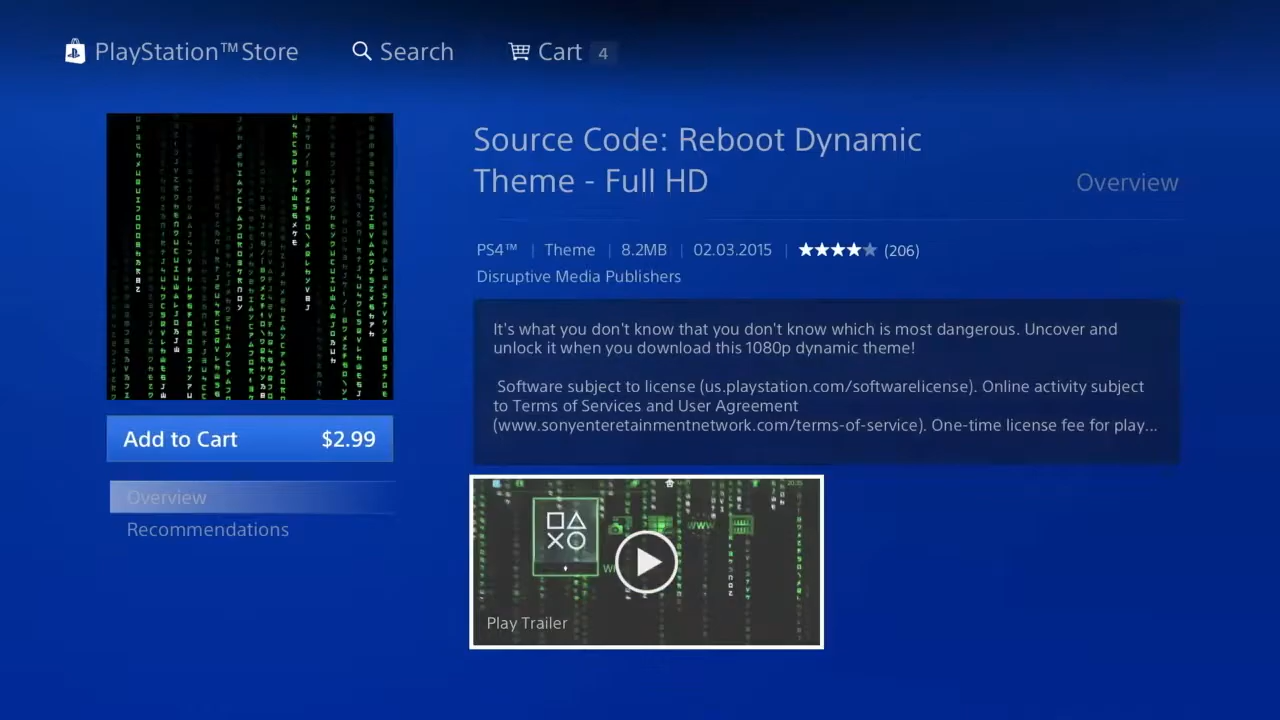 PlayStation™Store
Search
Cart 4
Source Code: Reboot Dynamic
Theme - Full HD
Overview
PS4™ | Theme | 8.2MB | 02.03.2015 | ★★★★★ (206)
Disruptive Media Publishers
It's what you don't know that you don't know which is most dangerous. Uncover and
unlock it when you download this 1080p dynamic theme!
Software subject to license (us.playstation.com/softwarelicense). Online activity subject
to Terms of Services and User Agreement
(www.sonyenteretainmentnetwork.com/terms-of-service). One-time license fee for play...
Add to Cart $2.99
Overview
Recommendations
WWW
Play Trailer